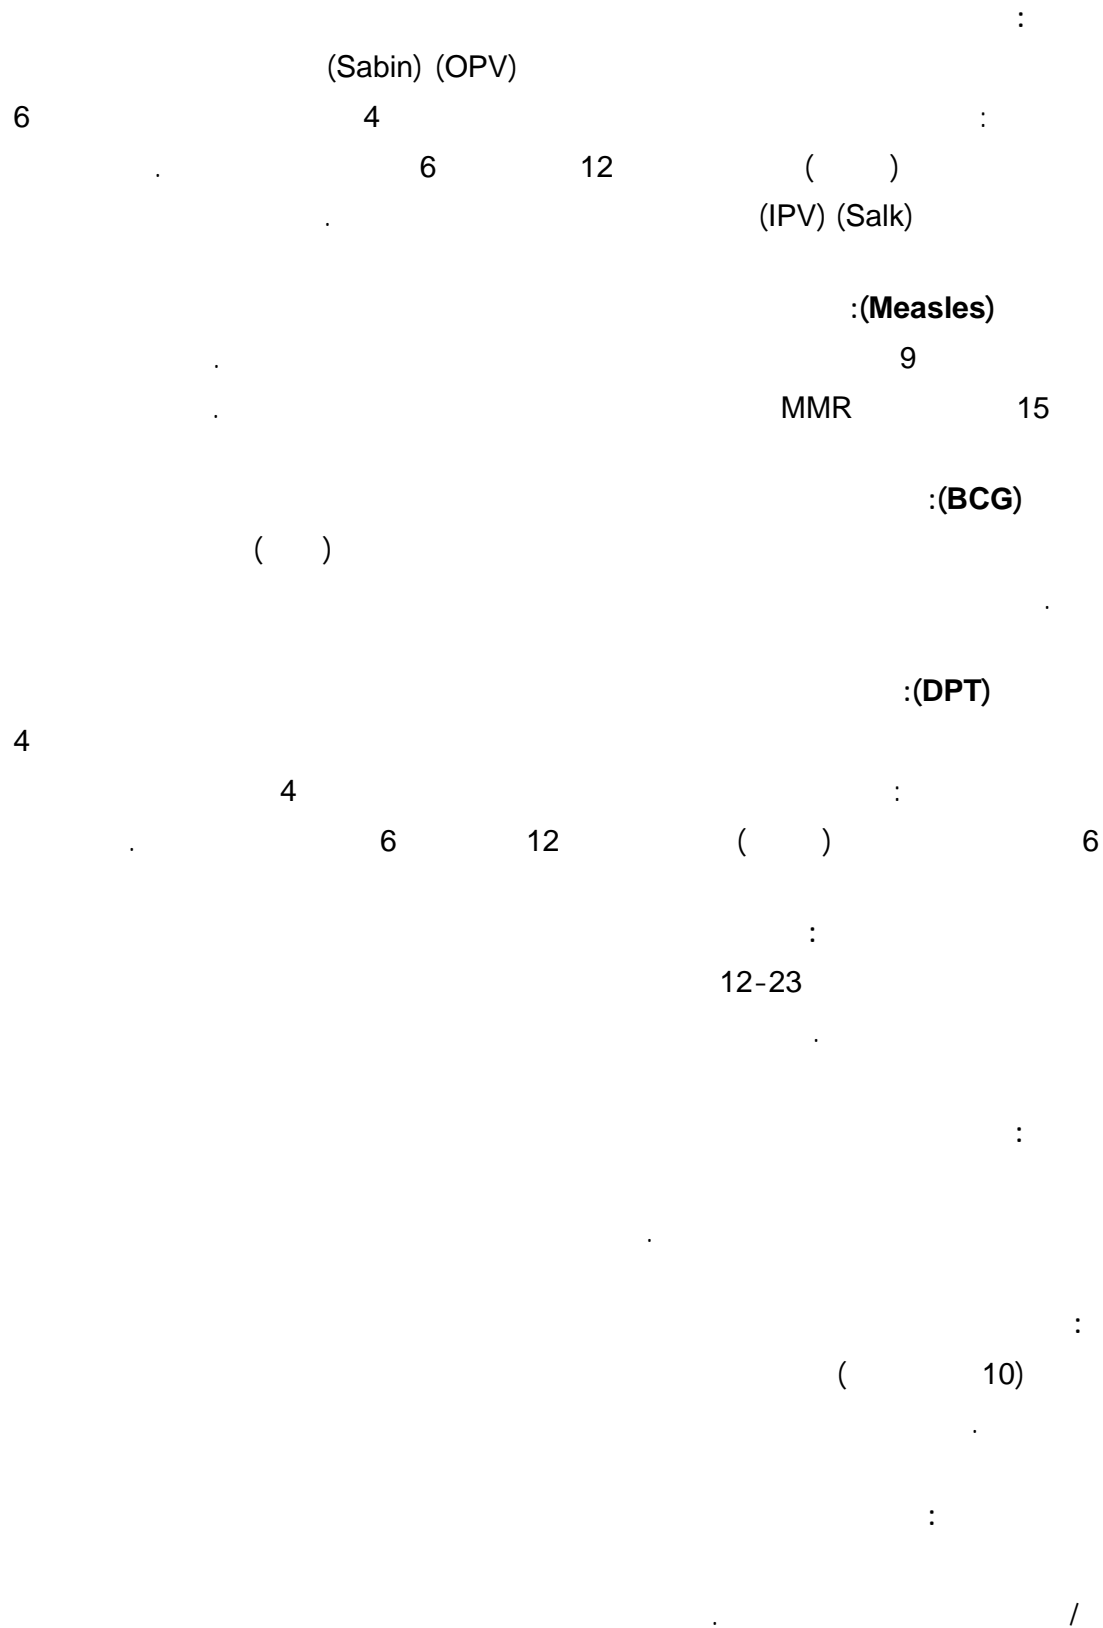 :
(Sabin) (OPV)
: 4 6
( ) 12 6 .
(IPV) (Salk) .
(Measles):
9 .
15 MMR .
(BCG):
( )
.
(DPT):
4
: 4
6 ( ) 12 6 .
:
12-23
.
:
.
:
(10 )
.
:
/ .